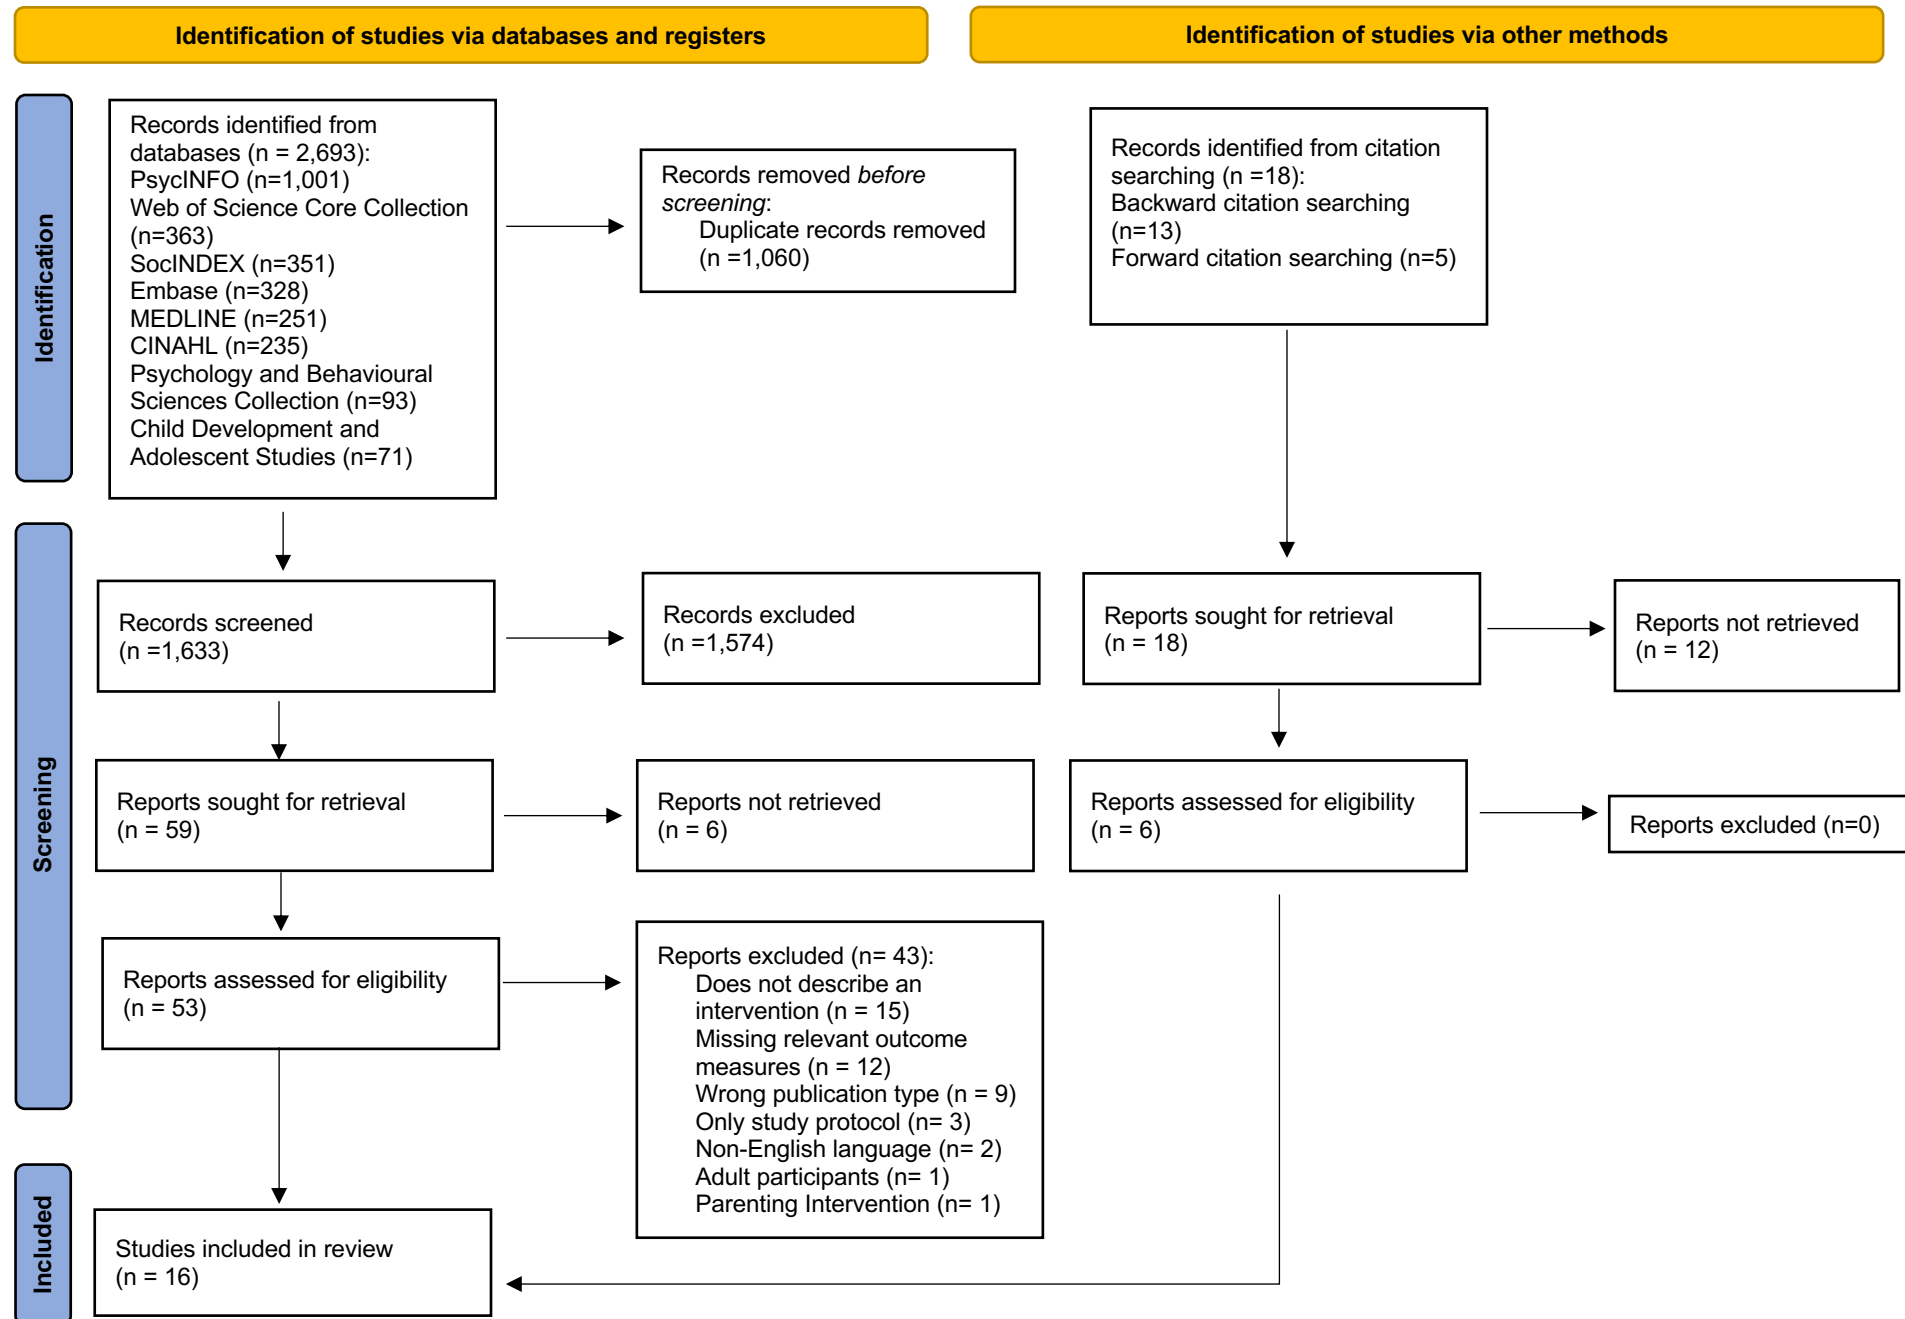 Identification of studies via databases and registers
Identification of studies via other methods
Identification
Records identified from
databases (n = 2,693):
PsycINFO (n=1,001)
Web of Science Core Collection
(n=363)
SocINDEX (n=351)
Embase (n=328)
MEDLINE (n=251)
CINAHL (n=235)
Psychology and Behavioural
Sciences Collection (n=93)
Child Development and
Adolescent Studies (n=71)
Records removed before
screening:
Duplicate records removed
(n =1,060)
Records identified from citation
searching (n =18):
Backward citation searching
(n=13)
Forward citation searching (n=5)
Screening
Records screened
(n =1,633)
Records excluded
(n =1,574)
Reports sought for retrieval
(n = 18)
Reports not retrieved
(n = 12)
Reports sought for retrieval
(n = 59)
Reports not retrieved
(n = 6)
Reports assessed for eligibility
(n = 6)
Reports excluded (n=0)
Reports assessed for eligibility
(n = 53)
Reports excluded (n= 43):
Does not describe an
intervention (n = 15)
Missing relevant outcome
measures (n = 12)
Wrong publication type (n = 9)
Only study protocol (n= 3)
Non-English language (n= 2)
Adult participants (n= 1)
Parenting Intervention (n= 1)
Included
Studies included in review
(n = 16)